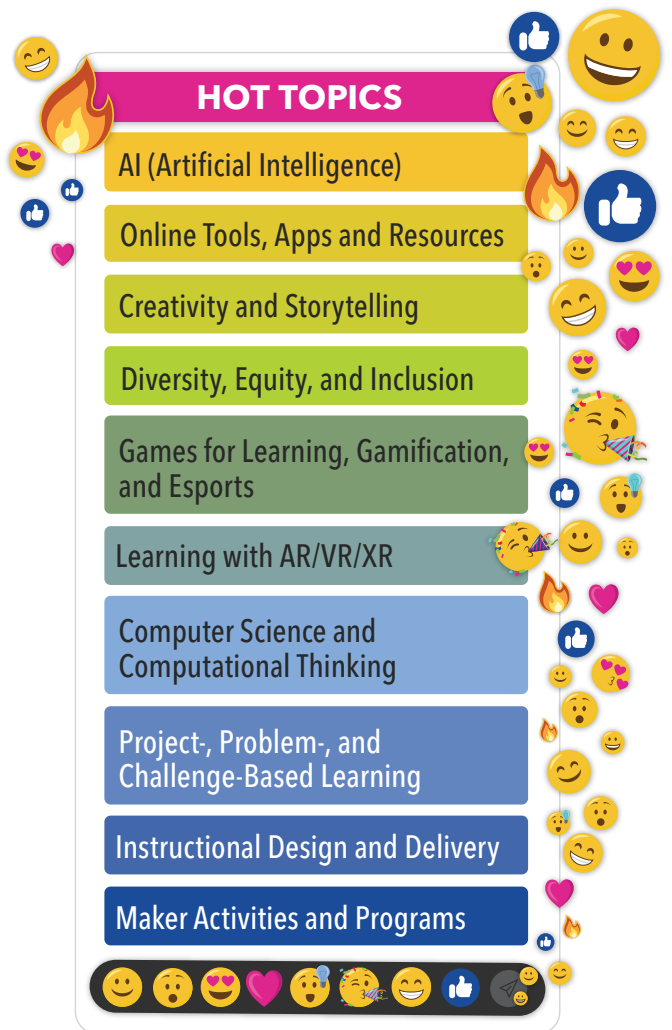 HOT TOPICS
AI (Artificial Intelligence)
Online Tools, Apps and Resources
Creativity and Storytelling
Diversity, Equity, and Inclusion
Games for Learning, Gamification,
and Esports
Learning with AR/VR/XR
Computer Science and
Computational Thinking
Project-, Problem-, and
Challenge-Based Learning
Instructional Design and Delivery
Maker Activities and Programs